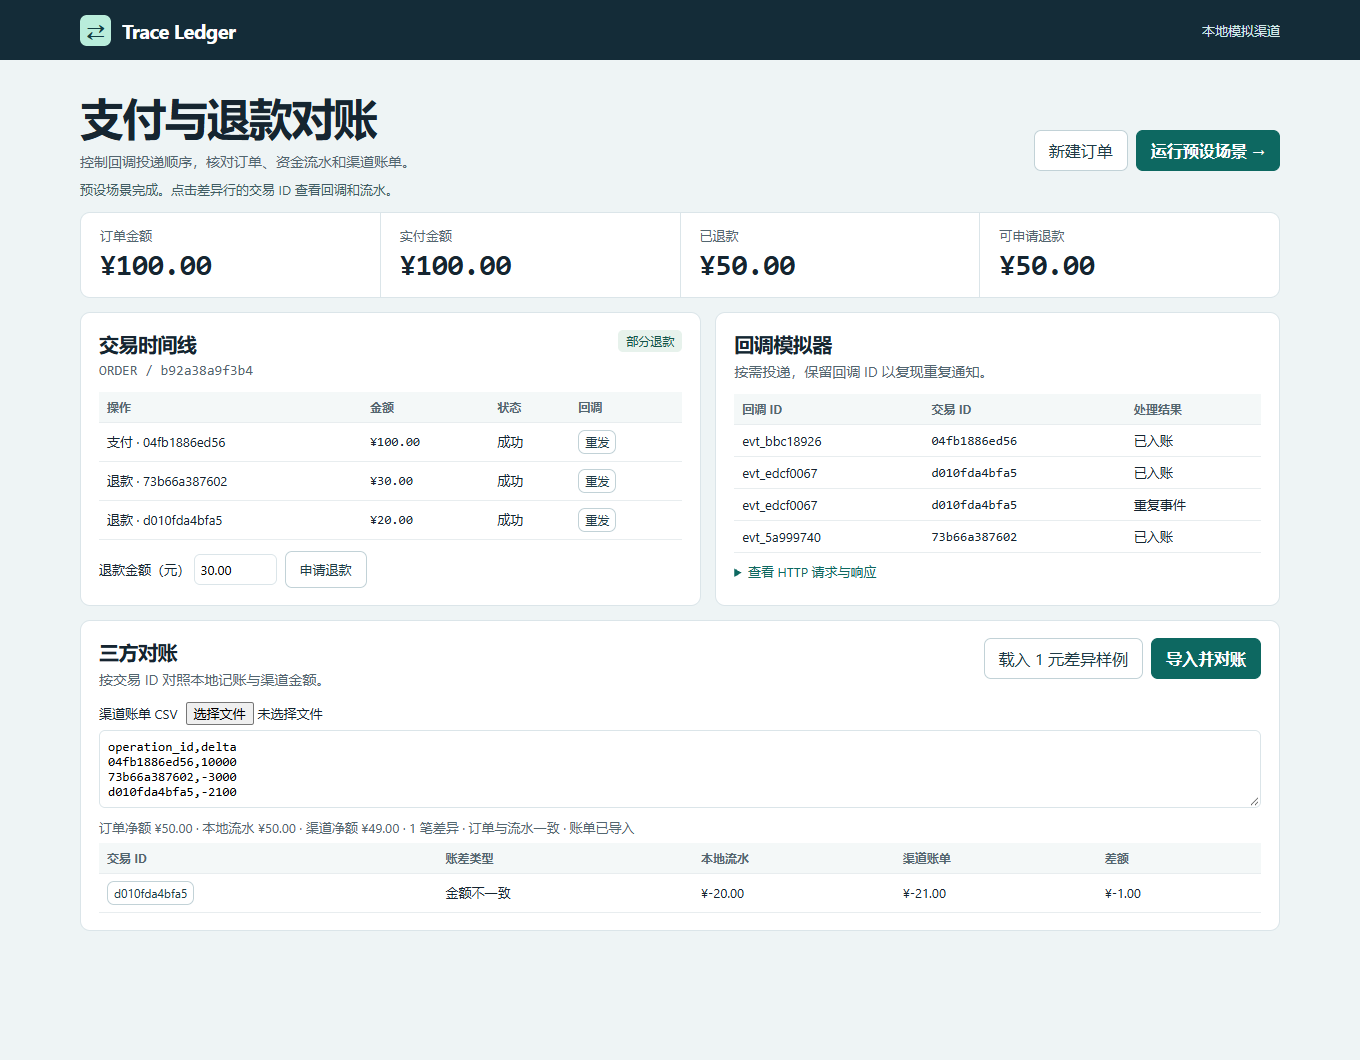 Trace Ledger
本地模拟渠道
支付与退款对账
控制回调投递顺序，核对订单、资金流水和渠道账单。
预设场景完成。点击差异行的交易 ID 查看回调和流水。
新建订单
运行预设场景 →
订单金额
¥100.00
实付金额
¥100.00
已退款
¥50.00
可申请退款
¥50.00
交易时间线
部分退款
ORDER / b92a38a9f3b4
操作 金额 状态 回调
支付 · 04fb1886ed56 ¥100.00 成功 重发
退款 · 73b66a387602 ¥30.00 成功 重发
退款 · d010fda4bfa5 ¥20.00 成功 重发
退款金额（元） 30.00 申请退款
回调模拟器
按需投递，保留回调 ID 以复现重复通知。
回调 ID 交易 ID 处理结果
evt_bbc18926 04fb1886ed56 已入账
evt_edcf0067 d010fda4bfa5 已入账
evt_edcf0067 d010fda4bfa5 重复事件
evt_5a999740 73b66a387602 已入账
查看 HTTP 请求与响应
三方对账
按交易 ID 对照本地记账与渠道金额。
载入 1 元差异样例
导入并对账
渠道账单 CSV 选择文件 未选择文件
operation_id,delta
04fb1886ed56,10000
73b66a387602,-3000
d010fda4bfa5,-2100
订单净额 ¥50.00 · 本地流水 ¥50.00 · 渠道净额 ¥49.00 · 1 笔差异 · 订单与流水一致 · 账单已导入
交易 ID 账差类型 本地流水 渠道账单 差额
d010fda4bfa5 金额不一致 ¥-20.00 ¥-21.00 ¥-1.00